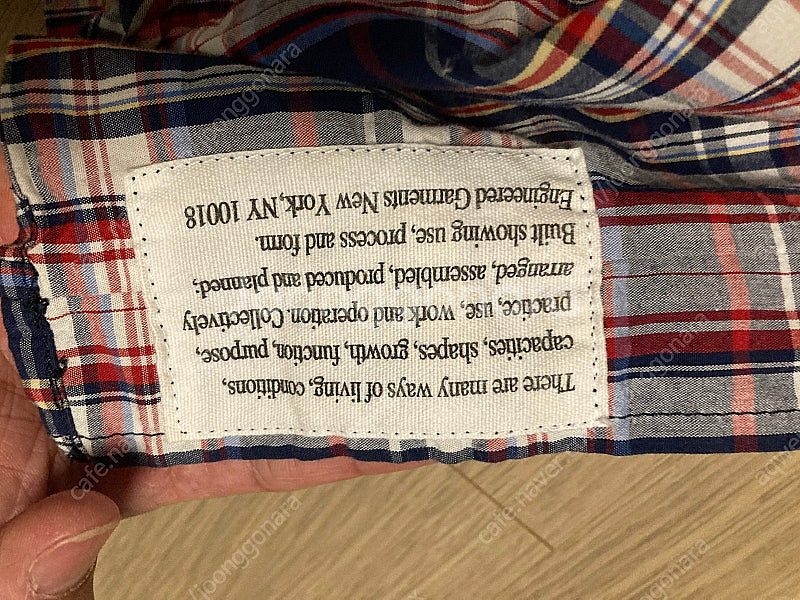 There are many ways of living, conditions,
capacities, shapes, growth, function, purpose,
practice, use, work and operation. Collectively
arranged, assembled, produced and planned;
Built showing use, process and form.
Engineered Garments New York, NY 10018